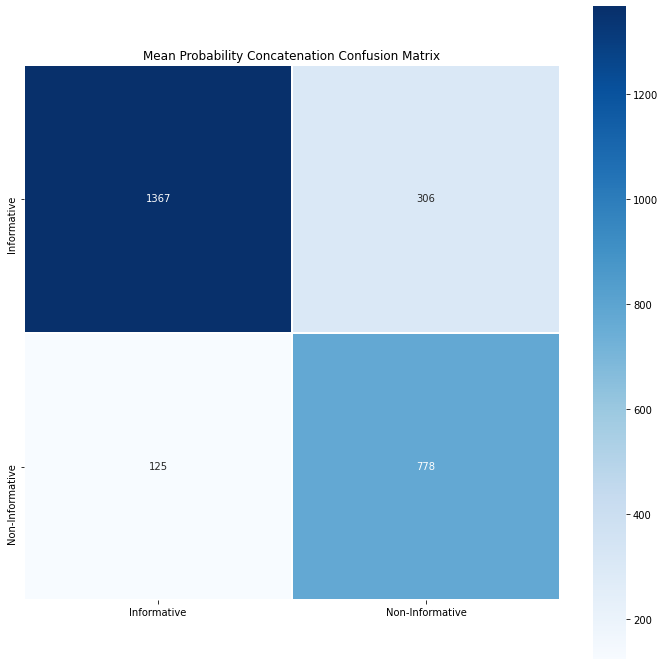 Mean Probability Concatenation Confusion Matrix
Informative
Non-Informative
1367
306
125
778
Informative
Non-Informative
1200
1000
800
600
400
200